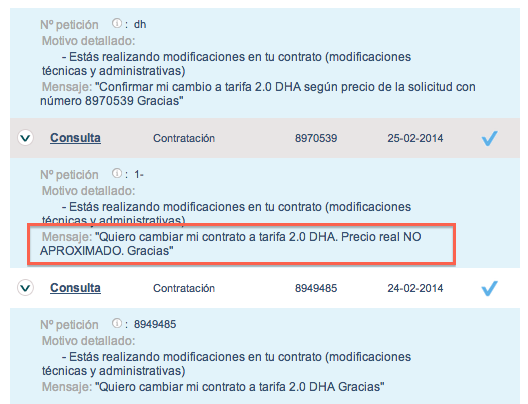 Nº petición : dh
Motivo detallado:
- Estás realizando modificaciones en tu contrato (modificaciones
técnicas y administrativas)
Mensaje: "Confirmar mi cambio a tarifa 2.0 DHA según precio de la solicitud con
número 8970539 Gracias"
Consulta Contratación 8970539 25-02-2014
Nº petición : 1-
Motivo detallado:
- Estás realizando modificaciones en tu contrato (modificaciones
técnicas y administrativas)
Mensaje: "Quiero cambiar mi contrato a tarifa 2.0 DHA. Precio real NO
APROXIMADO. Gracias"
Consulta Contratación 8949485 24-02-2014
Nº petición : 8949485
Motivo detallado:
- Estás realizando modificaciones en tu contrato (modificaciones
técnicas y administrativas)
Mensaje: "Quiero cambiar mi contrato a tarifa 2.0 DHA Gracias"